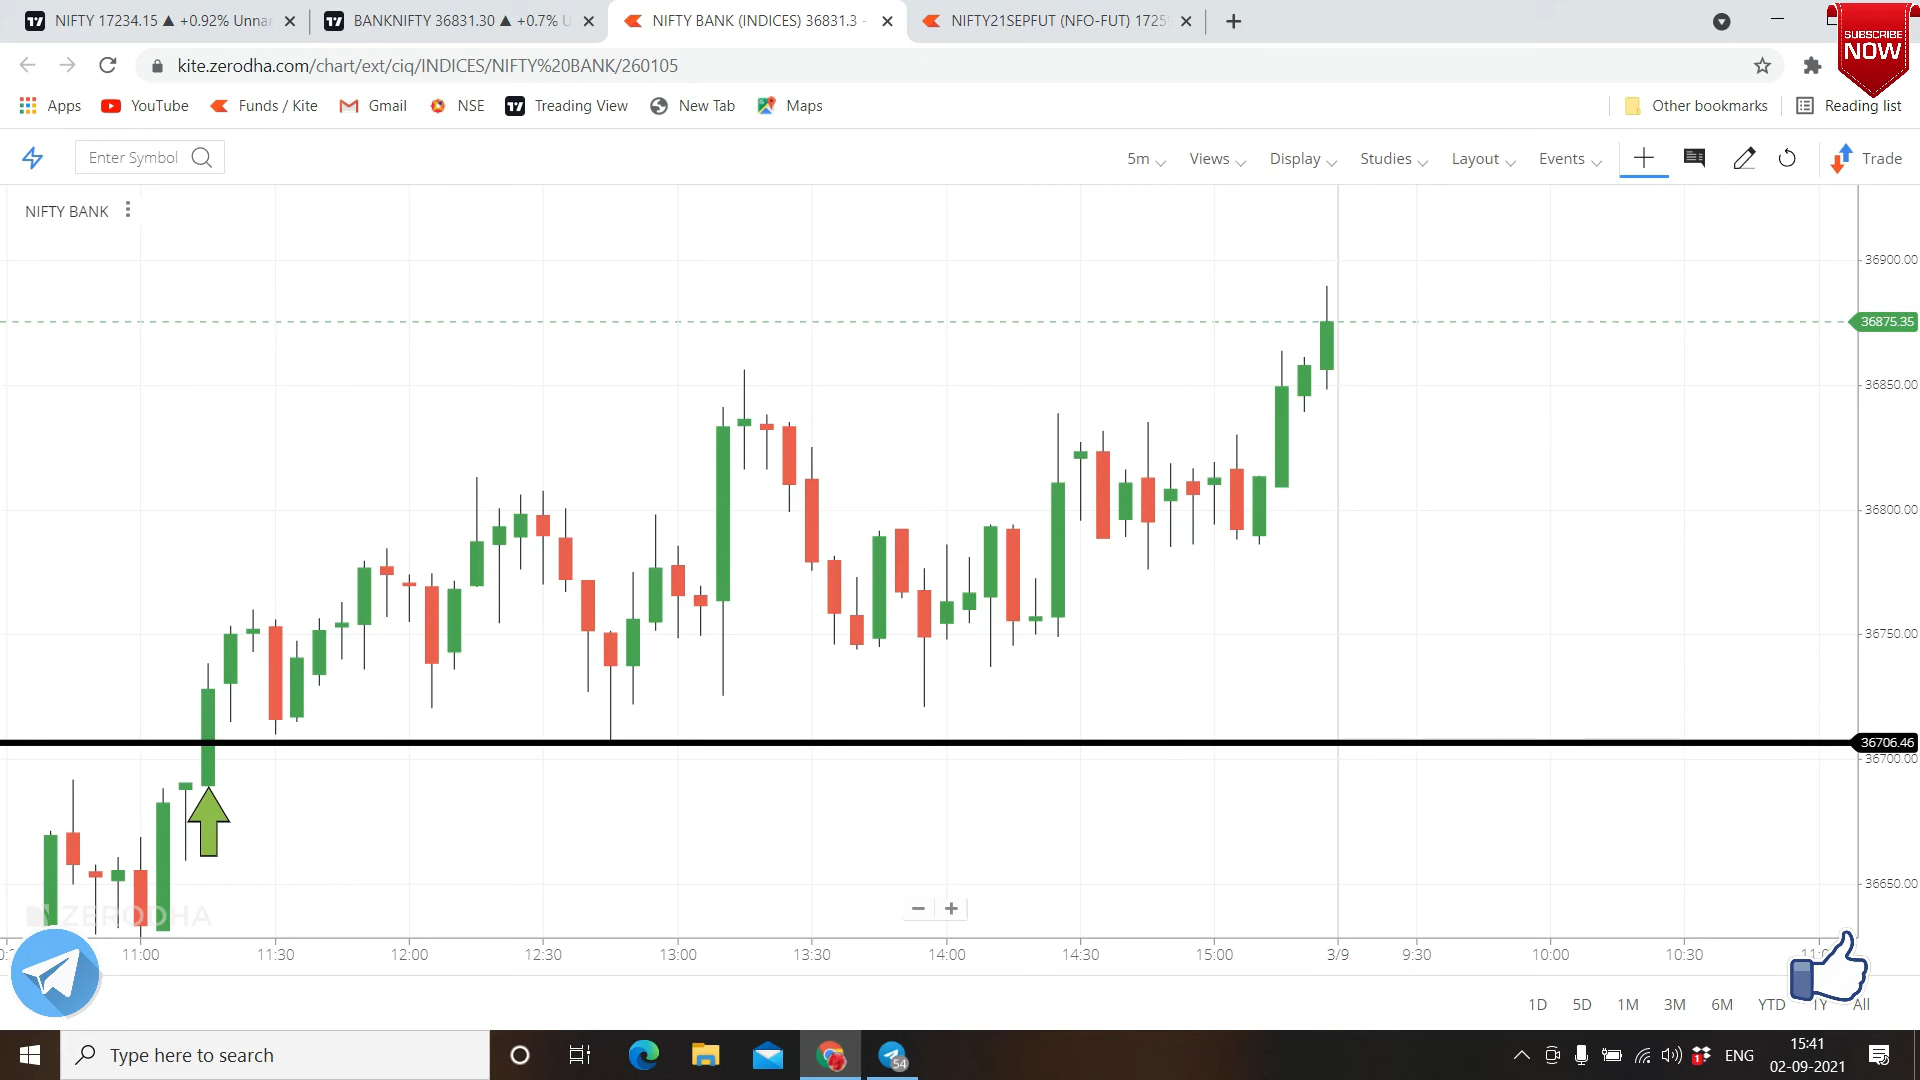 NIFTY 17234.15 ▲ +0.92% Unna
BANKNIFTY 36831.30 ▲ +0.7% U
NIFTY BANK (INDICES) 36831.3 -
NIFTY21SEPFUT (NFO-FUT) 1725
SUBSCRIBE
NOW
kite.zerodha.com/chart/ext/ciq/INDICES/NIFTY%20BANK/260105
Apps YouTube Funds / Kite Gmail NSE Treading View New Tab Maps Other bookmarks Reading list
Enter Symbol 5m Views Display Studies Layout Events Trade
NIFTY BANK
36900.00
36875.35
36850.00
36800.00
36750.00
36706.46
36700.00
36650.00
ZERODHA
11:00 11:30 12:00 12:30 13:00 13:30 14:00 14:30 15:00 3/9 9:30 10:00 10:30
1D 5D 1M 3M 6M YTD 1Y All
Type here to search
54
1
ENG
15:41
02-09-2021